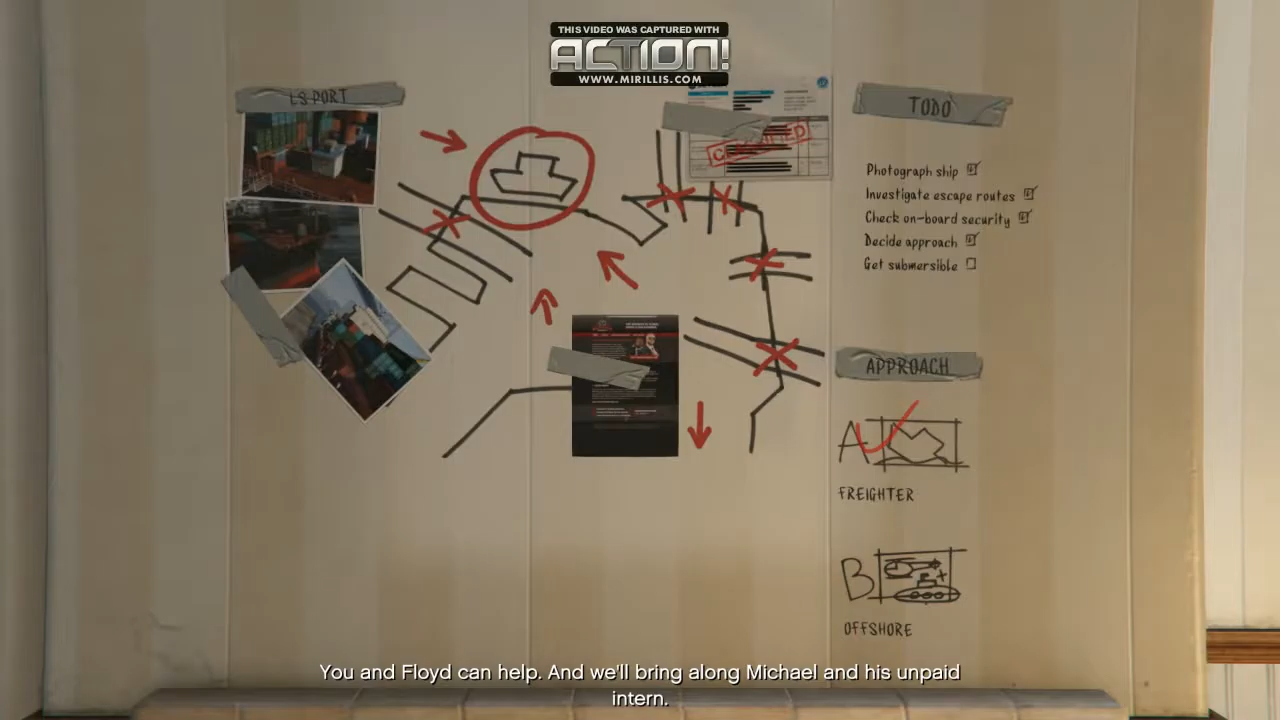 THIS VIDEO WAS CAPTURED WITH
ACTION!
WWW.MIRILLIS.COM
LS PORT
CLASSIFIED
TODO
Photograph ship
Investigate escape routes
Check on-board security
Decide approach
Get submersible
APPROACH
A
FREIGHTER
B
OFFSHORE
You and Floyd can help. And we'll bring along Michael and his unpaid
intern.